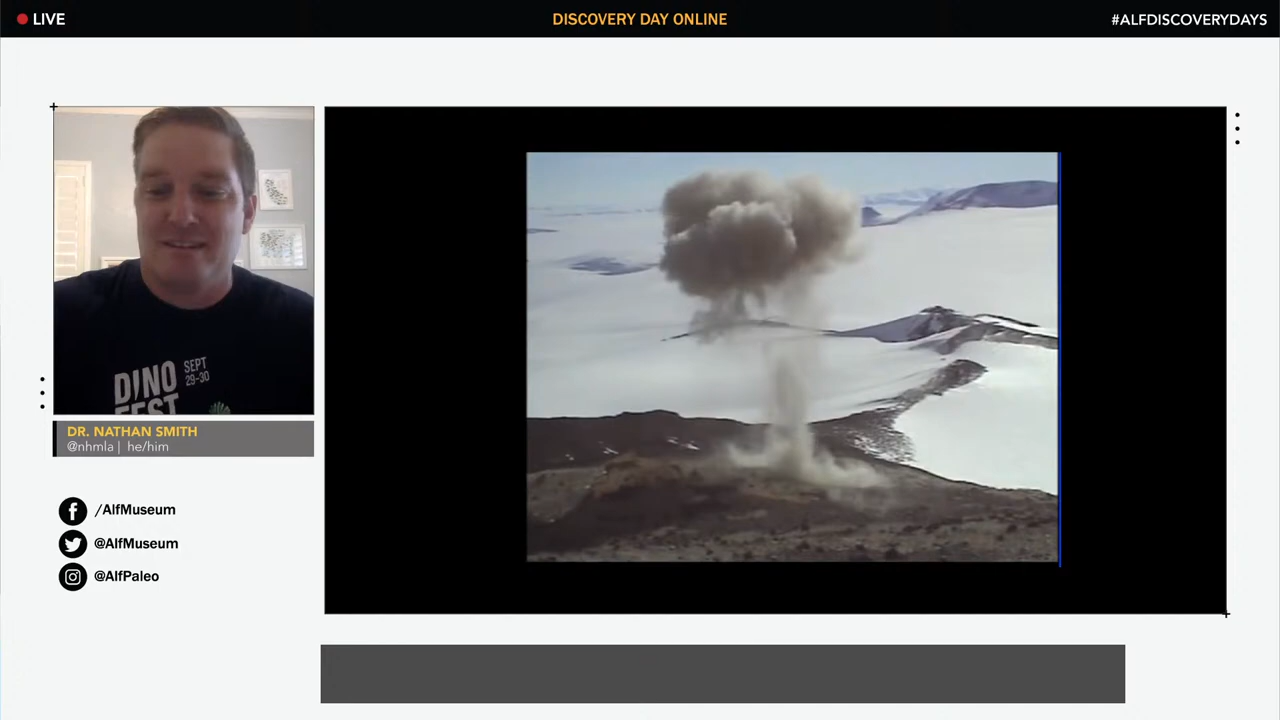 LIVE
DISCOVERY DAY ONLINE
#ALFDISCOVERYDAYS
DINO
FEST
SEPT
29-30
DR. NATHAN SMITH
@nhmla | he/him
/AlfMuseum
@AlfMuseum
@AlfPaleo